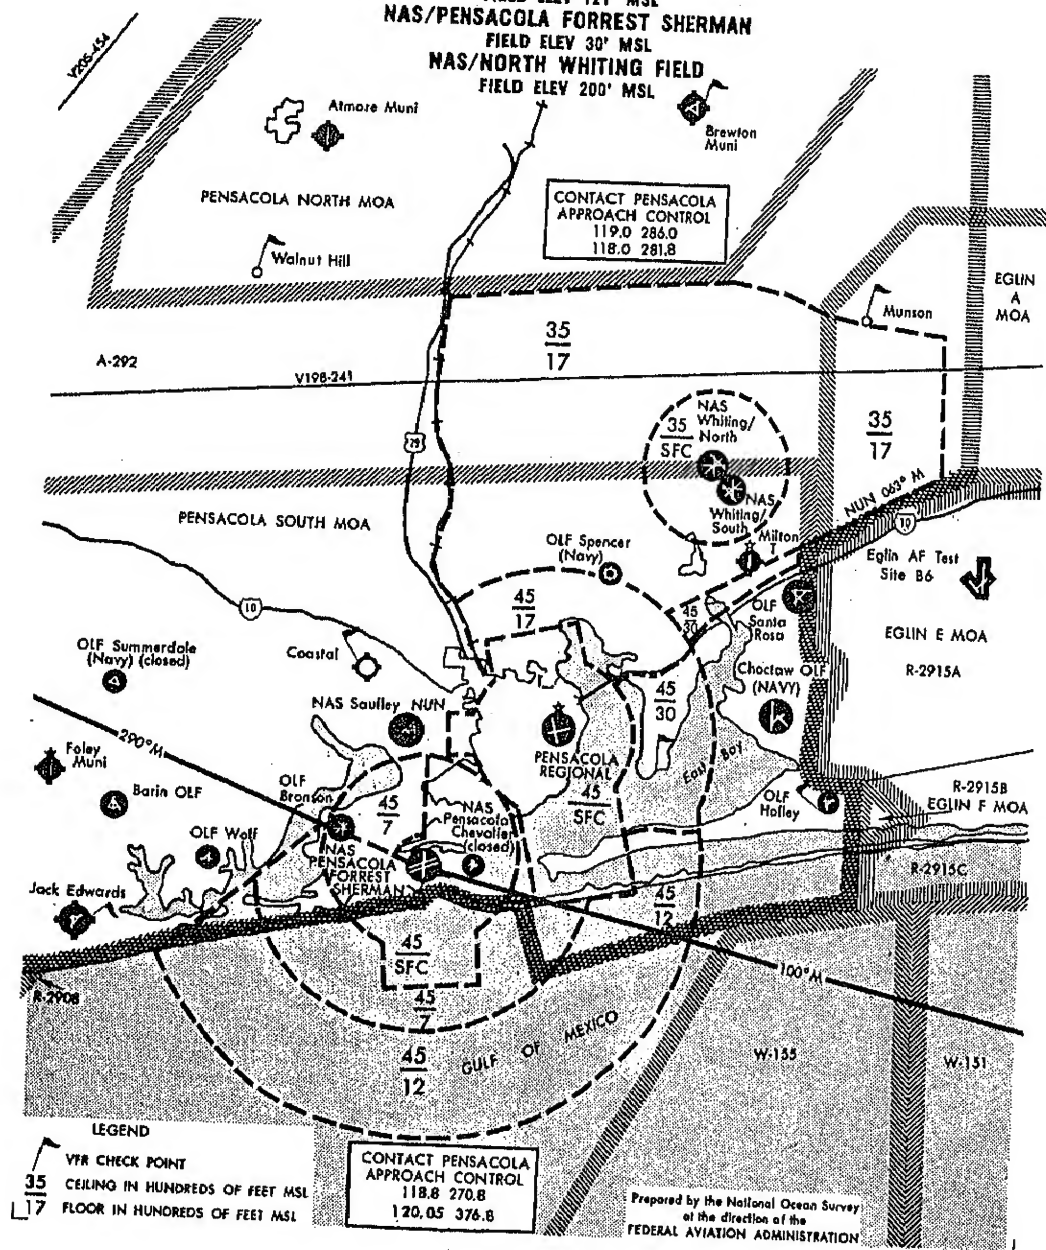 FIELD ELEV 121' MSL
NAS/PENSACOLA FORREST SHERMAN
FIELD ELEV 30' MSL
NAS/NORTH WHITING FIELD
FIELD ELEV 200' MSL
V205-454
Atmore Muni
Brewton
Muni
PENSACOLA NORTH MOA
CONTACT PENSACOLA
APPROACH CONTROL
119.0 286.0
118.0 281.8
Walnut Hill
EGLIN
A
MOA
Munson
35
17
A-292
V198-241
NAS
Whiting/
North
35
SFC
35
17
29
NAS
Whiting/
South
NUN 063° M
10
PENSACOLA SOUTH MOA
OLF Spencer
(Navy)
Milton
T
Eglin AF Test
Site B6
10
45
17
45
30
OLF
Santa
Rosa
EGLIN E MOA
R-2915A
OLF Summerdale
(Navy) (closed)
Coastal
45
30
Choctaw OLF
(NAVY)
NAS Saufley NUN
PENSACOLA
REGIONAL
East Bay
290°M
Foley
Muni
Barin OLF
OLF
Bronson
45
7
45
SFC
NAS
Pensacola
Chevalier
(closed)
OLF
Holley
R-2915B
EGLIN F MOA
OLF Wolf
NAS
PENSACOLA
FORREST
SHERMAN
R-2915C
Jack Edwards
45
12
45
SFC
100°M
R-2908
45
7
45
12
GULF OF MEXICO
W-155
W-151
LEGEND
VFR CHECK POINT
35 CEILING IN HUNDREDS OF FEET MSL
17 FLOOR IN HUNDREDS OF FEET MSL
CONTACT PENSACOLA
APPROACH CONTROL
118.8 270.8
120.05 376.8
Prepared by the National Ocean Survey
at the direction of the
FEDERAL AVIATION ADMINISTRATION